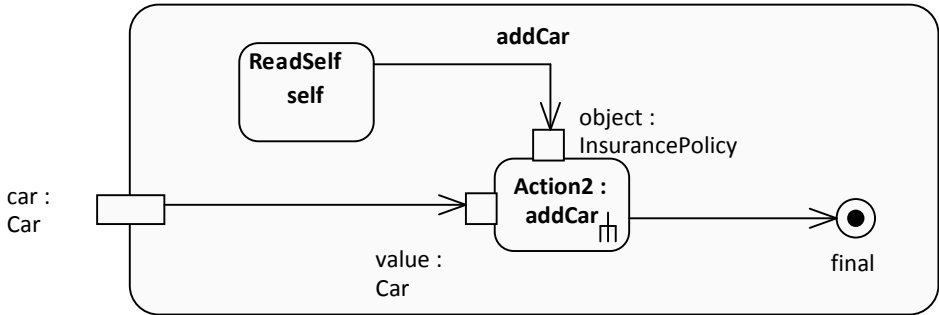 addCar
ReadSelf
self
object :
InsurancePolicy
Action2 :
addCar
car :
Car
value :
Car
final